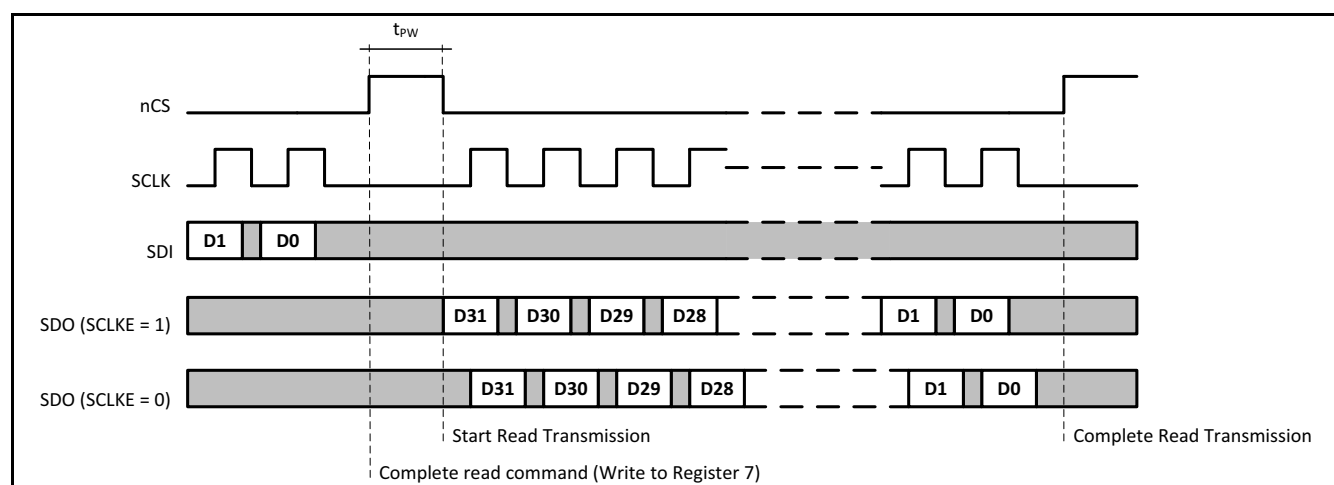 tPW
nCS
SCLK
SDI D1 D0
SDO (SCLKE = 1) D31 D30 D29 D28 D1 D0
SDO (SCLKE = 0) D31 D30 D29 D28 D1 D0
Start Read Transmission Complete Read Transmission
Complete read command (Write to Register 7)